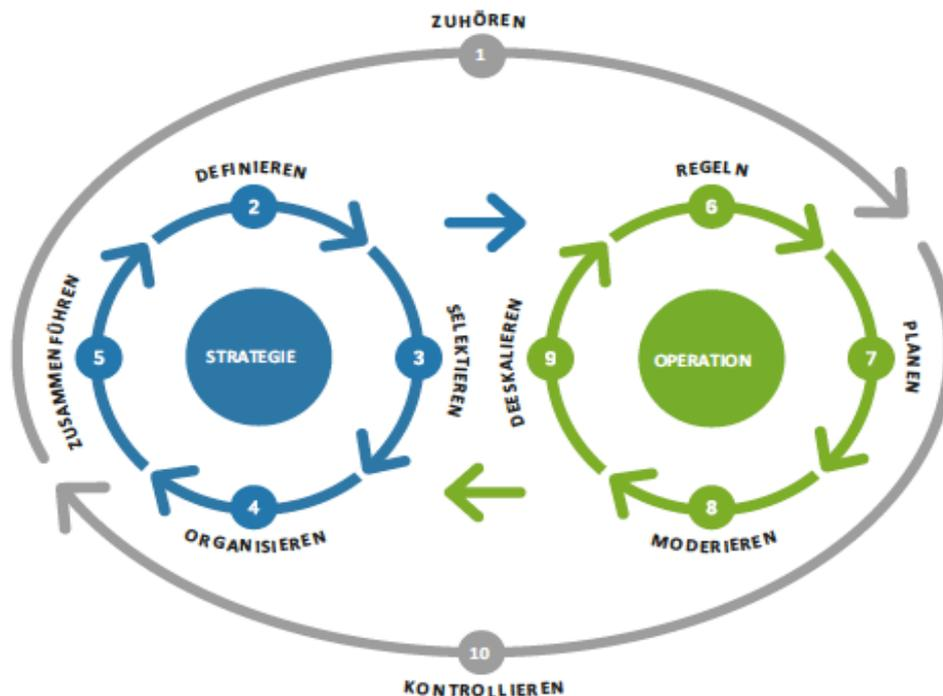 ZUHÖREN
1
DEFINIEREN
2
REGELN
6
ZUSAMMENFÜHREN
5
STRATEGIE
3
SELEKTIEREN
DEESKALIEREN
9
OPERATION
7
PLANEN
4
ORGANISIEREN
8
MODERIEREN
10
KONTROLLIEREN